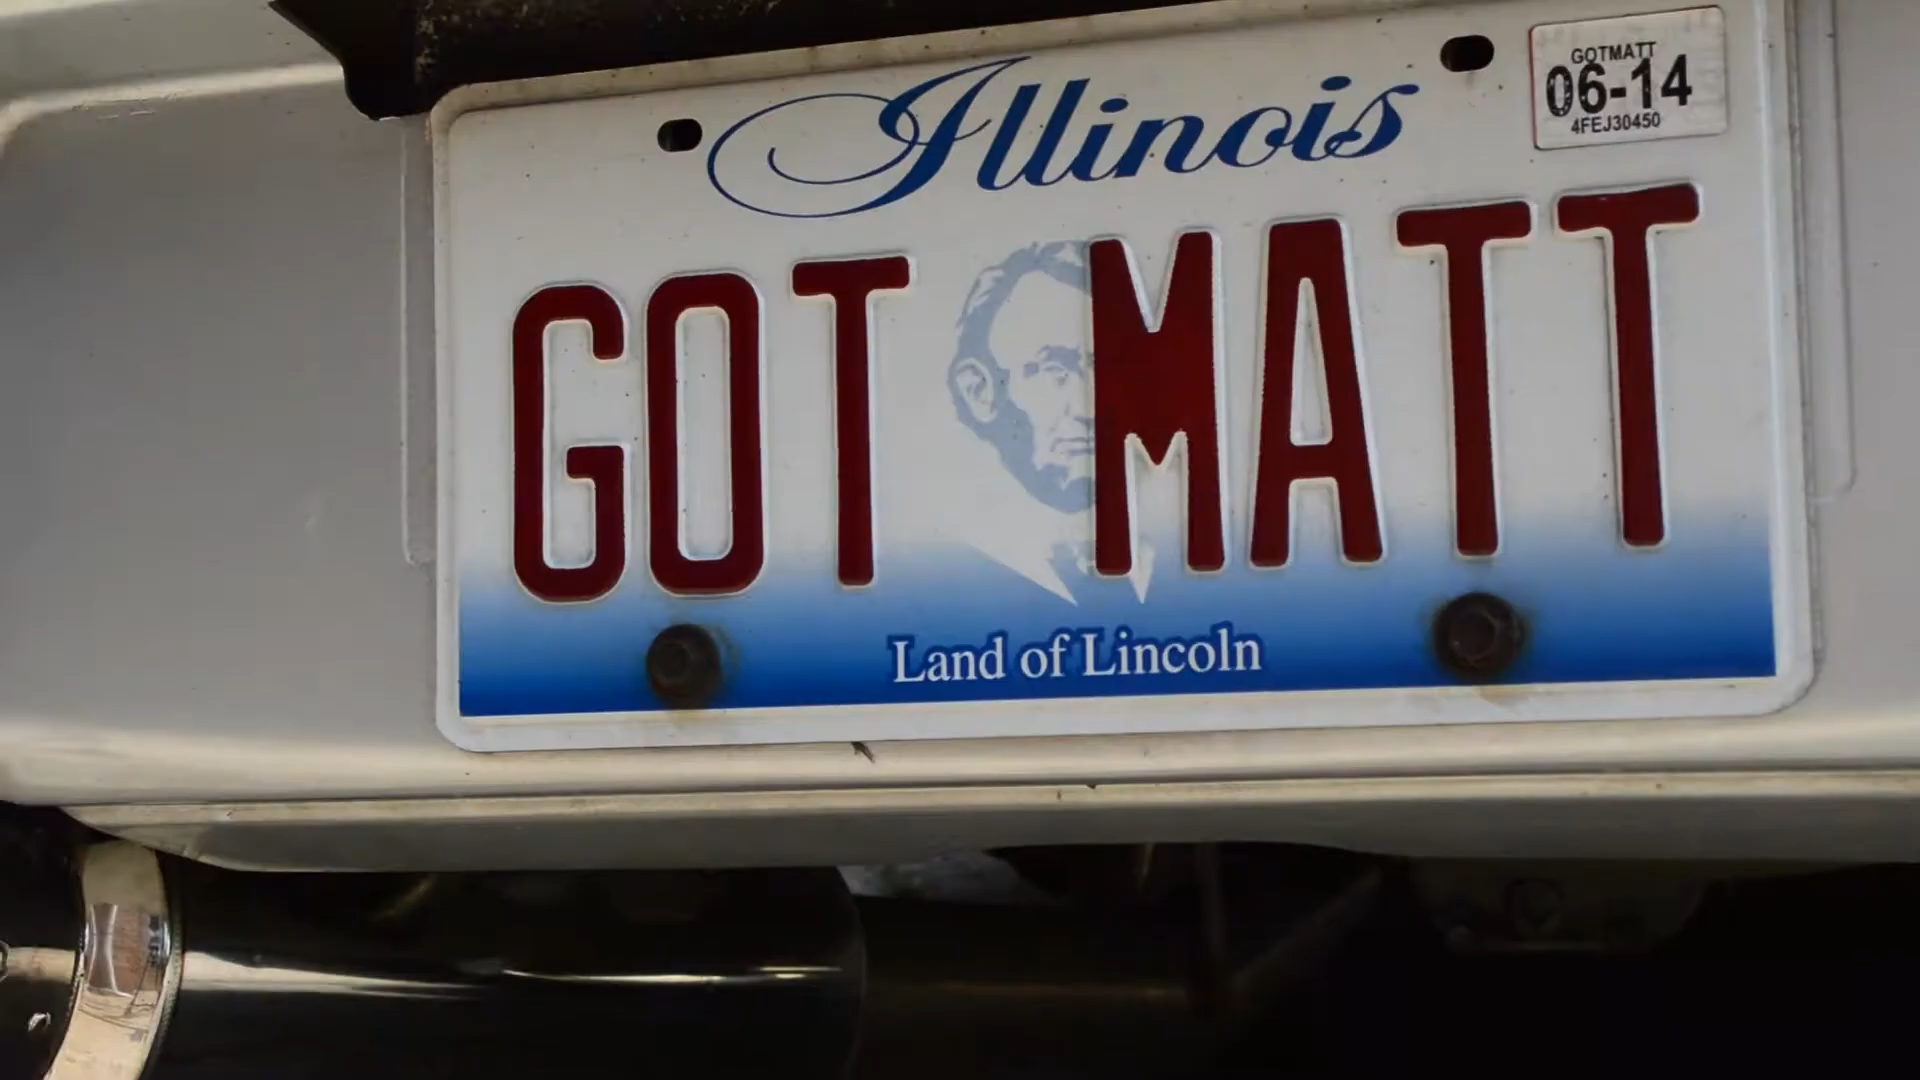 Illinois
GOTMATT
06-14
4FEJ30450
GOT MATT
Land of Lincoln